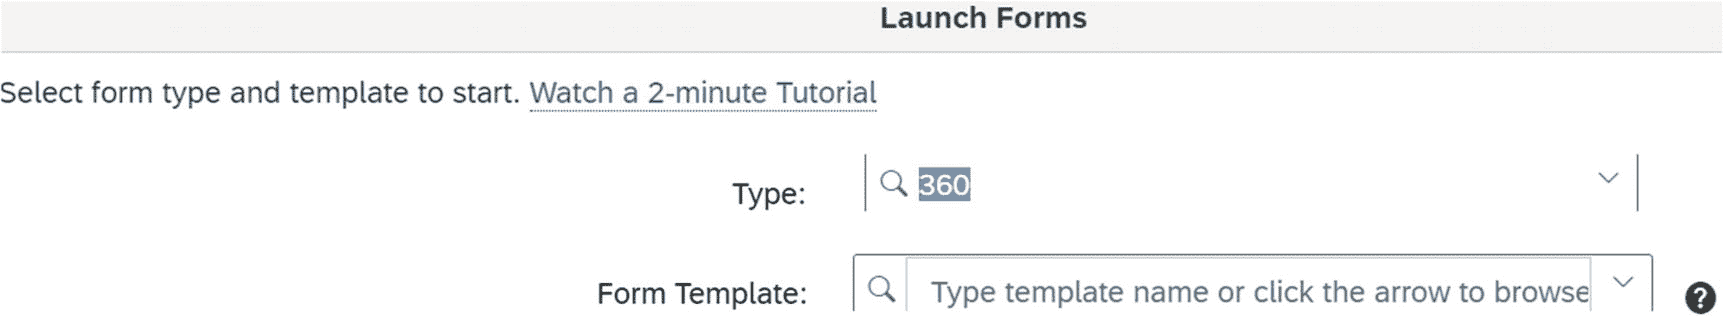 Launch Forms
Select form type and template to start. Watch a 2-minute Tutorial
Type: 360
Form Template: Type template name or click the arrow to browse
?